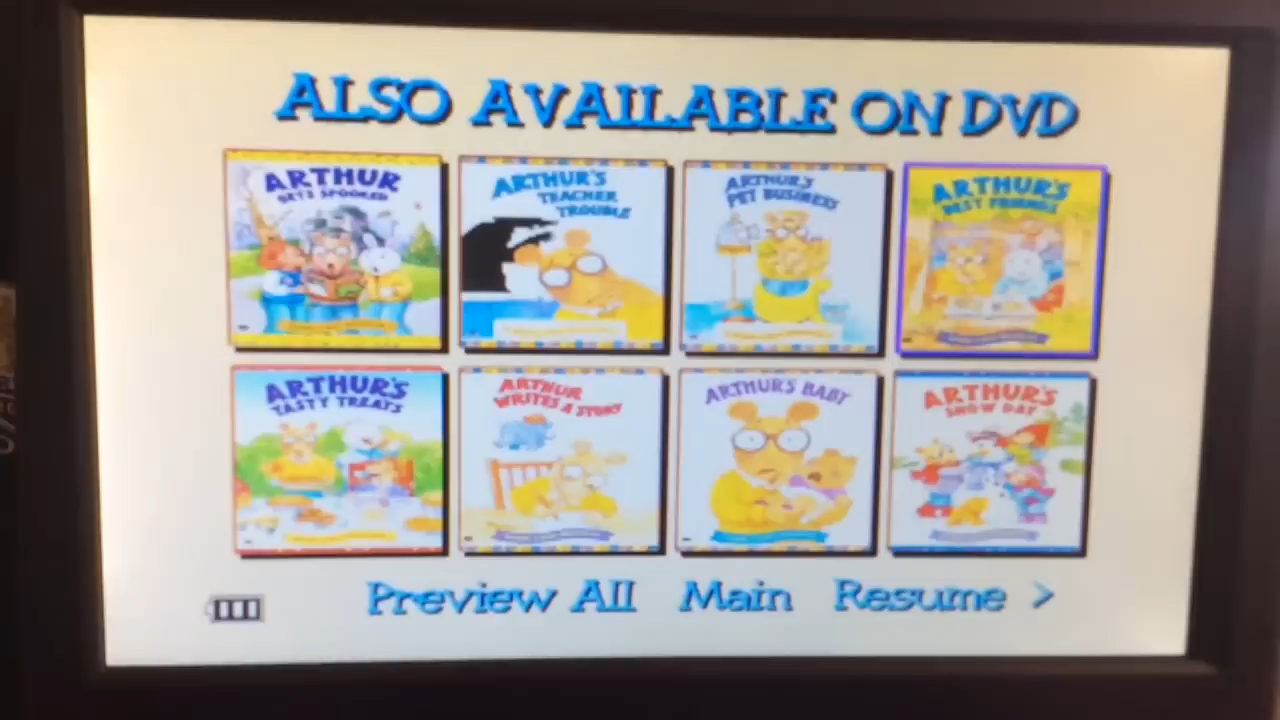 ALSO AVAILABLE ON DVD
ARTHUR
GETS SPOOKED
ARTHUR'S
TEACHER
TROUBLE
ARTHUR'S
PET BUSINESS
ARTHUR'S
BEST FRIENDS
ARTHUR'S
TASTY TREATS
ARTHUR
WRITES A STORY
ARTHUR'S BABY
ARTHUR'S
SNOW DAY
Preview All Main Resume >